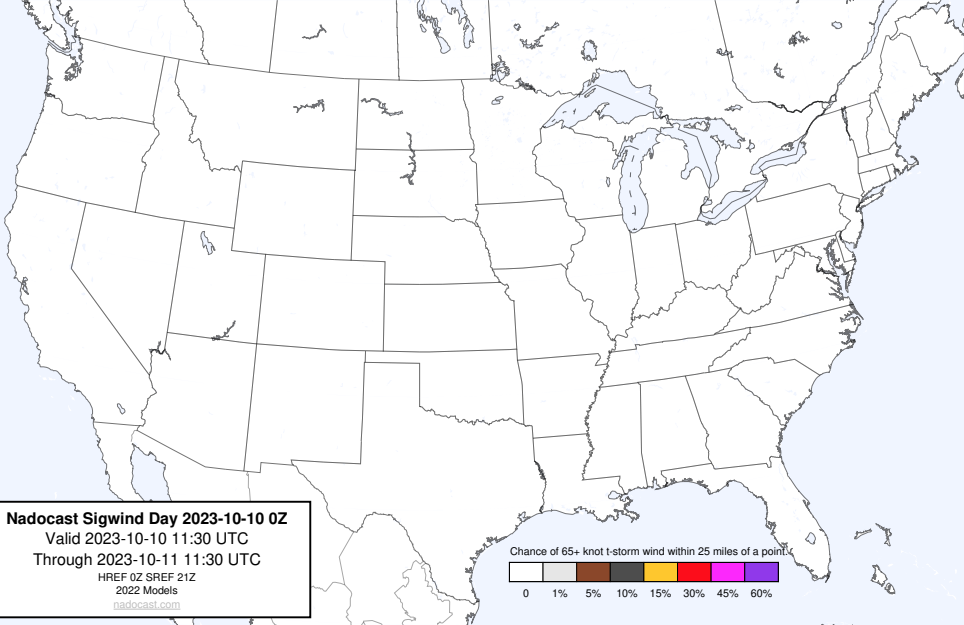 Nadocast Sigwind Day 2023-10-10 0Z
Valid 2023-10-10 11:30 UTC
Through 2023-10-11 11:30 UTC
HREF 0Z SREF 21Z
2022 Models
nadocast.com
Chance of 65+ knot t-storm wind within 25 miles of a point.
0 1% 5% 10% 15% 30% 45% 60%